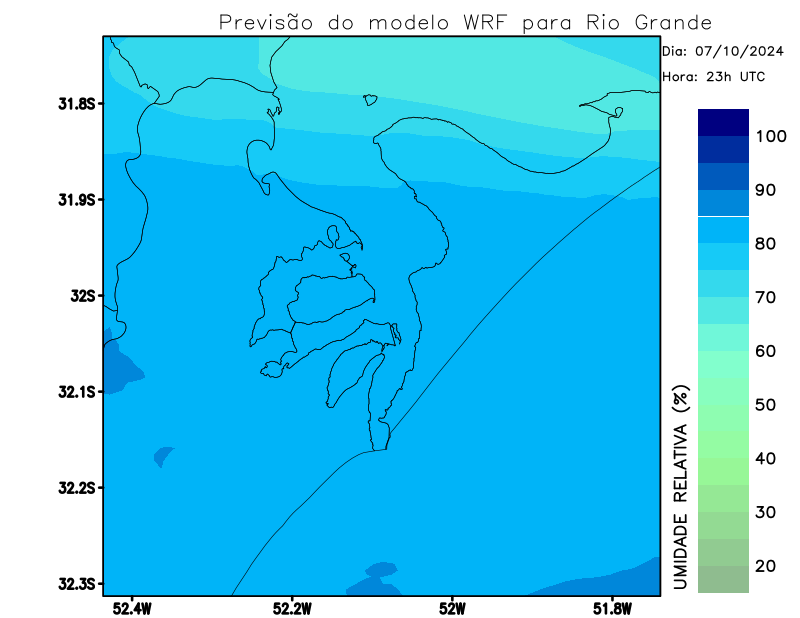 Previsão do modelo WRF para Rio Grande
Dia: 07/10/2024
Hora: 23h UTC
31.8S
31.9S
32S
32.1S
32.2S
32.3S
52.4W 52.2W 52W 51.8W
UMIDADE RELATIVA (%)
100
90
80
70
60
50
40
30
20